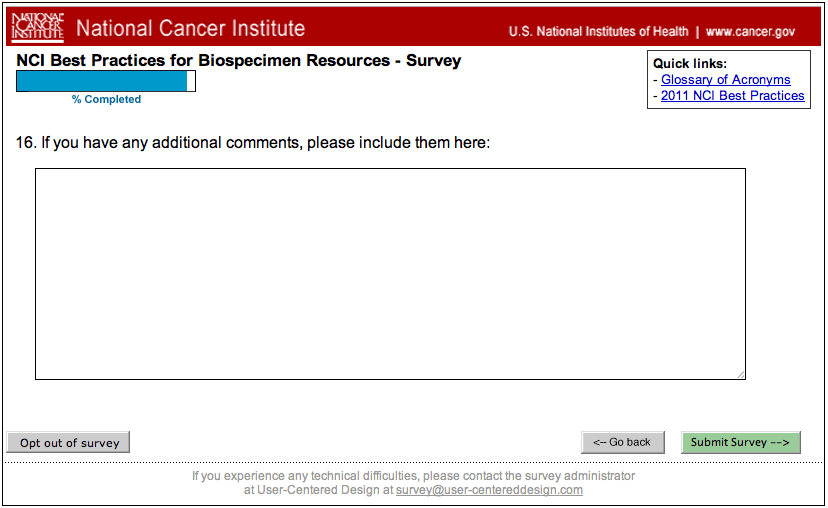 NATIONAL
CANCER
INSTITUTE
National Cancer Institute
U.S. National Institutes of Health | www.cancer.gov
NCI Best Practices for Biospecimen Resources - Survey
% Completed
Quick links:
- Glossary of Acronyms
- 2011 NCI Best Practices
16. If you have any additional comments, please include them here:
Opt out of survey
<-- Go back
Submit Survey -->
If you experience any technical difficulties, please contact the survey administrator
at User-Centered Design at survey@user-centereddesign.com